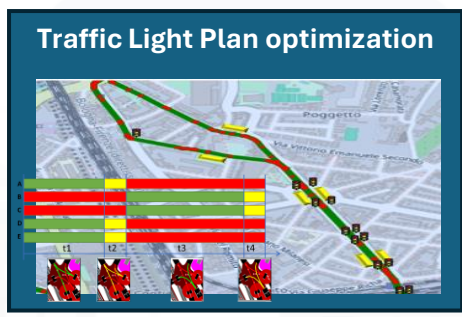 Traffic Light Plan optimization
Poggetto
Via Vittorio Emanuele Secondo
A
B
C
D
E
t1 t2 t3 t4